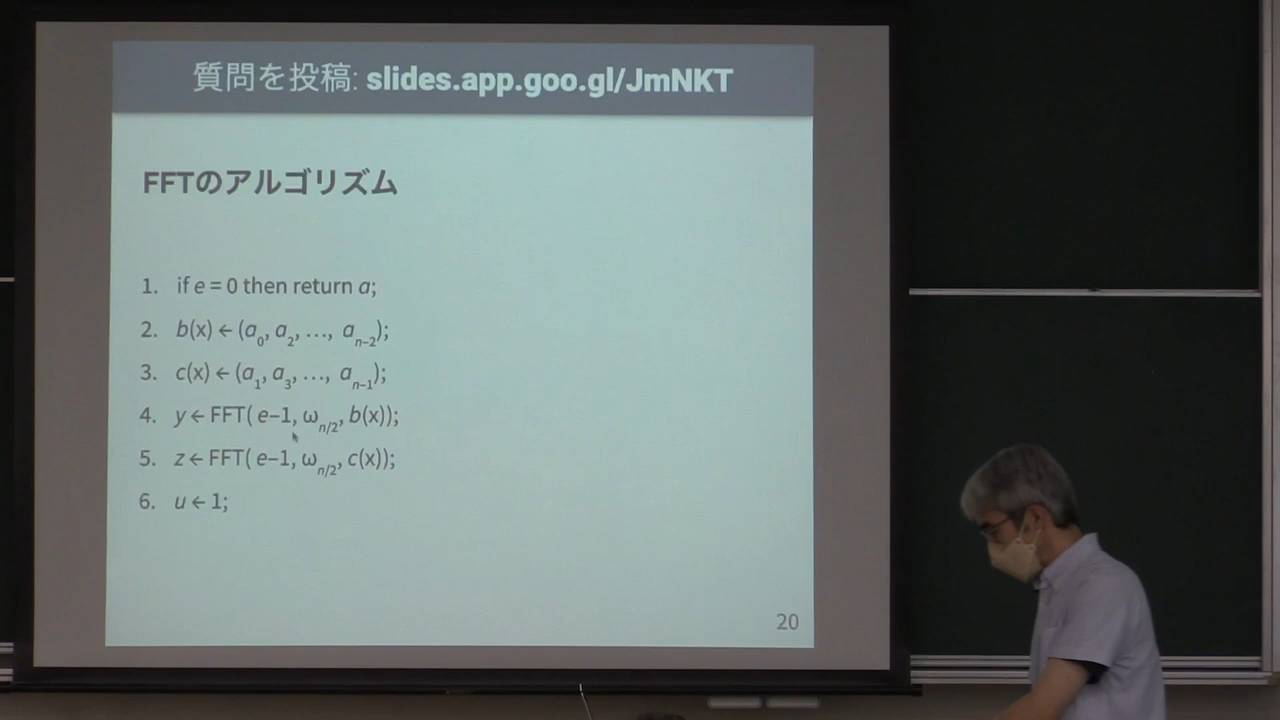 質問を投稿: slides.app.goo.gl/JmNKT
FFTのアルゴリズム
1. if e = 0 then return a;
2. b(x) ← (a₀, a₂, …, aₙ₋₂);
3. c(x) ← (a₁, a₃, …, aₙ₋₁);
4. y ← FFT( e–1, ω_{n/2}, b(x));
5. z ← FFT( e–1, ω_{n/2}, c(x));
6. u ← 1;
20